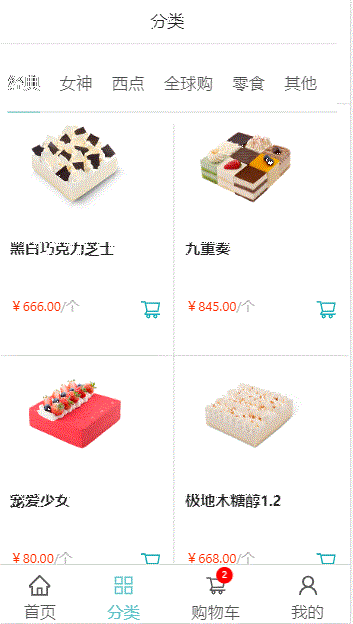 分类
经典 女神 西点 全球购 零食 其他
黑白巧克力芝士 九重奏
￥666.00/个 ￥845.00/个
宠爱少女 极地木糖醇1.2
￥80.00/个 ￥668.00/个
2
首页 分类 购物车 我的